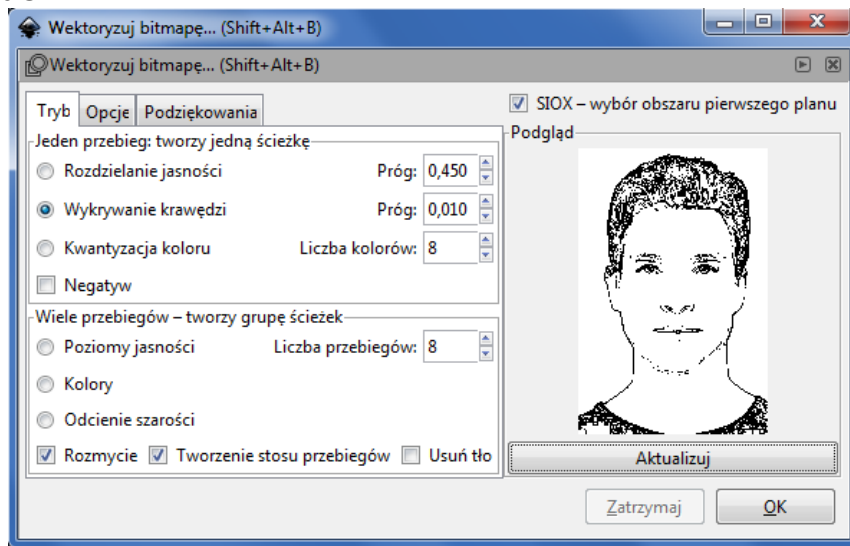 Wektoryzuj bitmapę... (Shift+Alt+B)
Wektoryzuj bitmapę... (Shift+Alt+B)
Tryb Opcje Podziękowania
Jeden przebieg: tworzy jedną ścieżkę
Rozdzielanie jasności Próg: 0,450
Wykrywanie krawędzi Próg: 0,010
Kwantyzacja koloru Liczba kolorów: 8
Negatyw
Wiele przebiegów – tworzy grupę ścieżek
Poziomy jasności Liczba przebiegów: 8
Kolory
Odcienie szarości
Rozmycie Tworzenie stosu przebiegów Usuń tło
SIOX – wybór obszaru pierwszego planu
Podgląd
Aktualizuj
Zatrzymaj OK